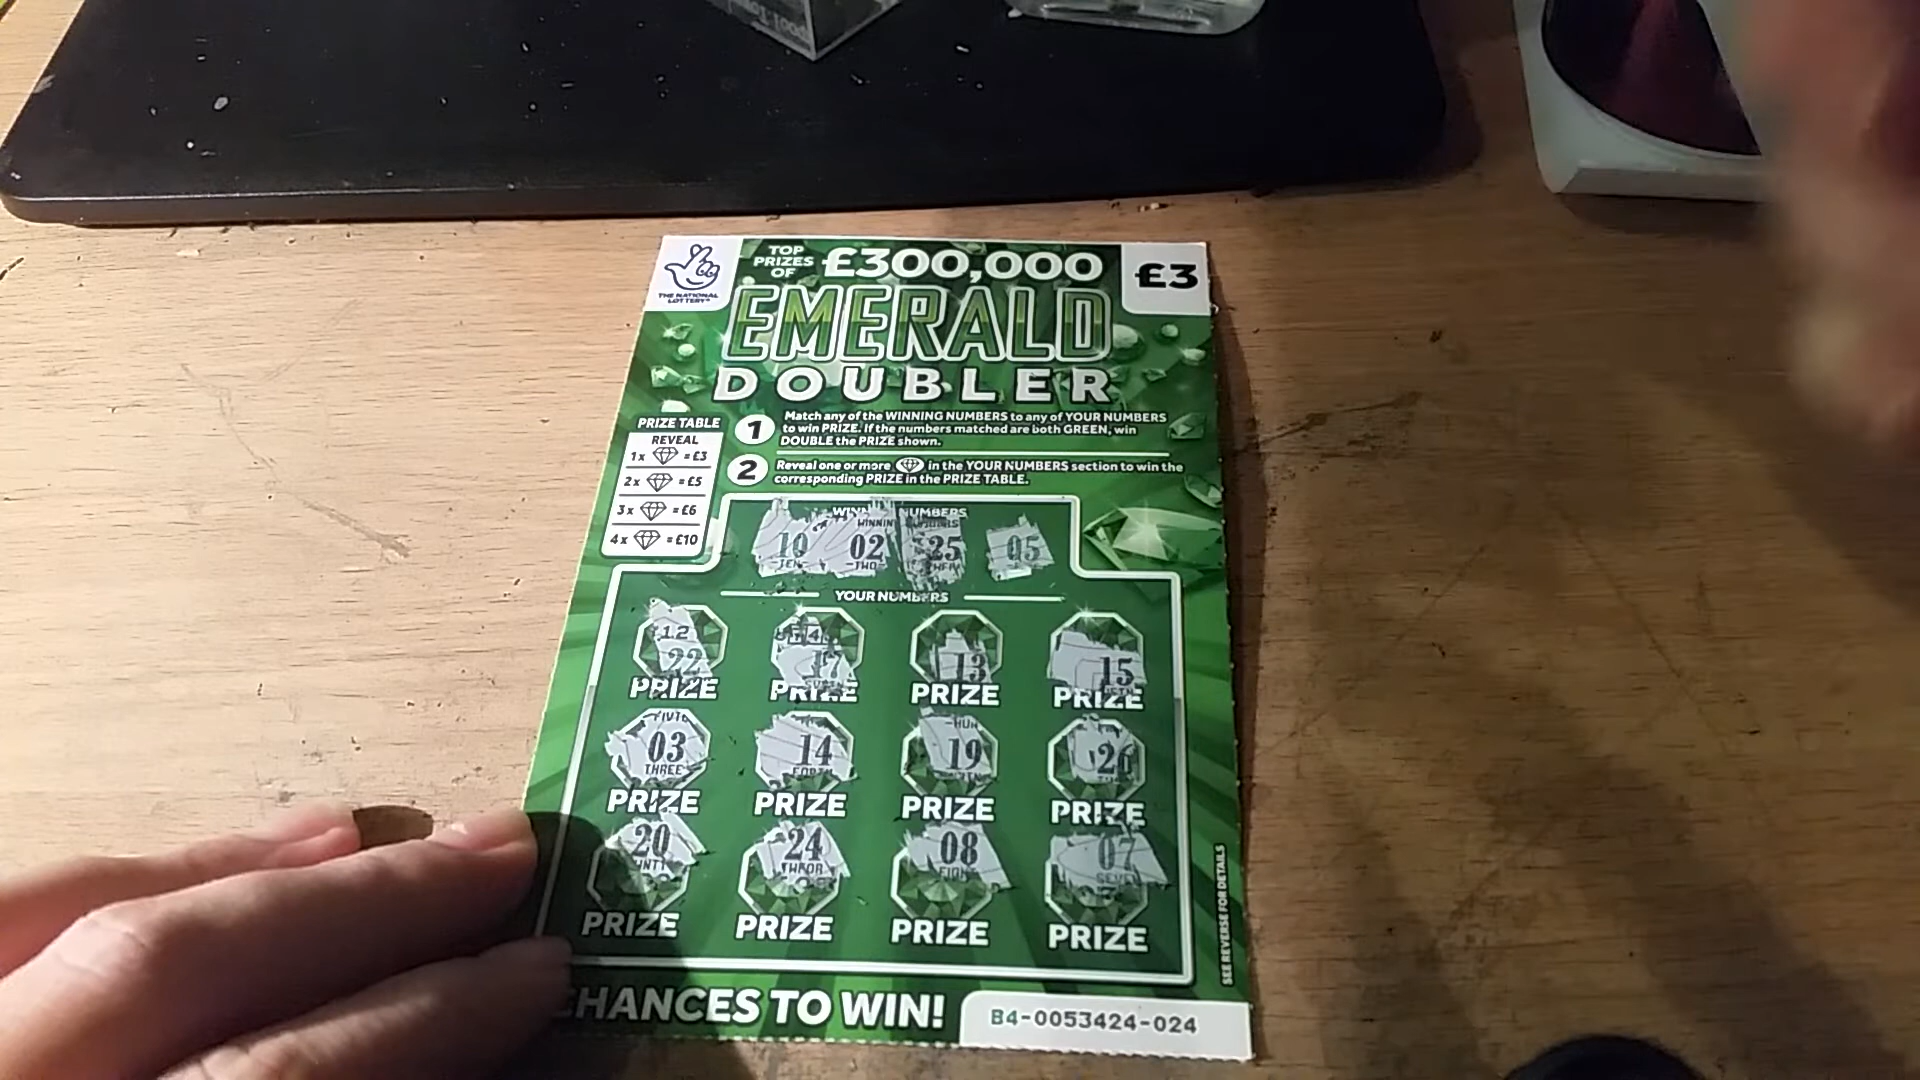 TOP PRIZES OF £300,000
£3
THE NATIONAL LOTTERY®
EMERALD
DOUBLER
PRIZE TABLE
REVEAL
1x = £3
2x = £5
3x = £6
4x = £10
1 Match any of the WINNING NUMBERS to any of YOUR NUMBERS
to win PRIZE. If the numbers matched are both GREEN, win
DOUBLE the PRIZE shown.
2 Reveal one or more in the YOUR NUMBERS section to win the
corresponding PRIZE in the PRIZE TABLE.
NUMBERS
10 02 25 05
YOUR NUMBERS
22 17 13 15
PRIZE PRIZE PRIZE PRIZE
03 14 19 26
THREE
PRIZE PRIZE PRIZE PRIZE
20 24 08 07
PRIZE PRIZE PRIZE PRIZE
SEE REVERSE FOR DETAILS
CHANCES TO WIN!
B4-0053424-024